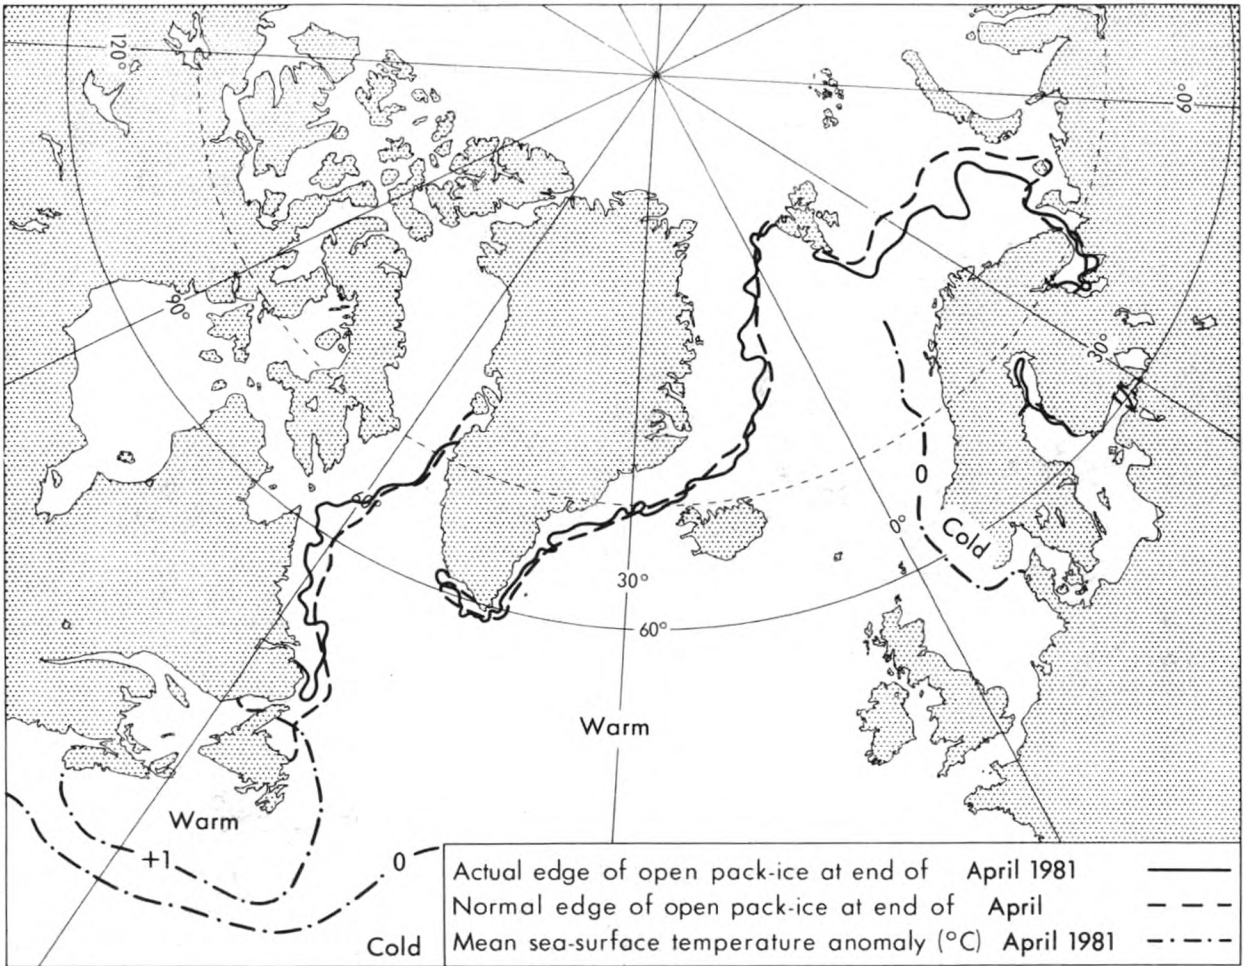 120°
60°
90°
60°
30°
0
0°
Cold
30°
60°
Warm
Warm
+1
0
Cold
Actual edge of open pack-ice at end of April 1981
Normal edge of open pack-ice at end of April
Mean sea-surface temperature anomaly (°C) April 1981